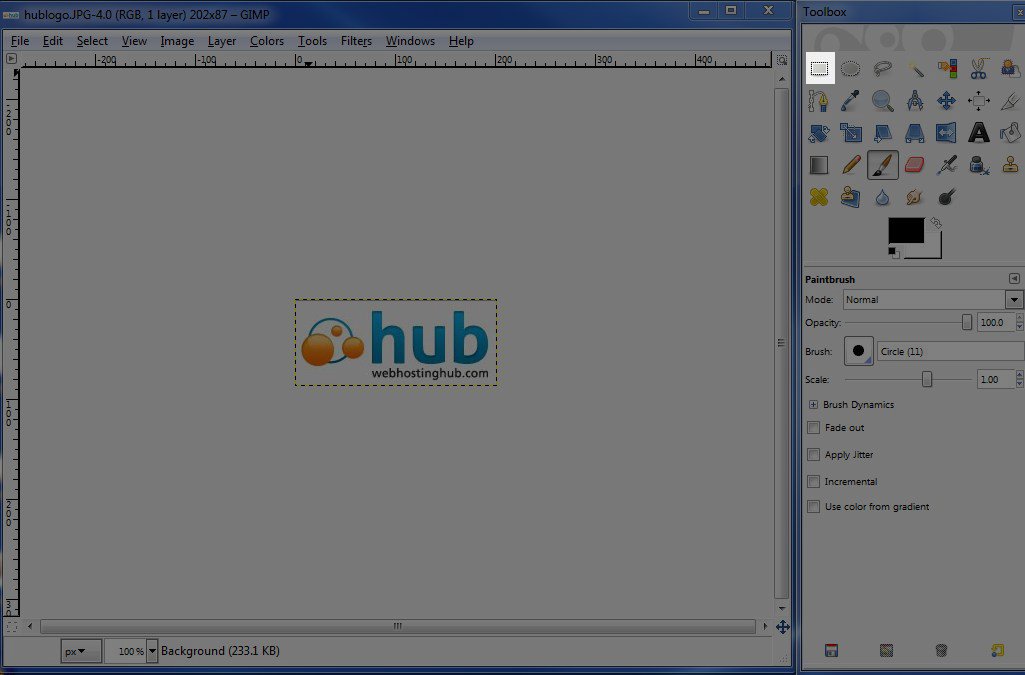 hublogo.JPG-4.0 (RGB, 1 layer) 202x87 – GIMP
File Edit Select View Image Layer Colors Tools Filters Windows Help
-200 -100 0 100 200 300 400
-200
-100
0
100
200
30
hub
webhostinghub.com
px 100 % Background (233.1 KB)
Toolbox
A
Paintbrush
Mode: Normal
Opacity: 100.0
Brush: Circle (11)
Scale: 1.00
Brush Dynamics
Fade out
Apply Jitter
Incremental
Use color from gradient